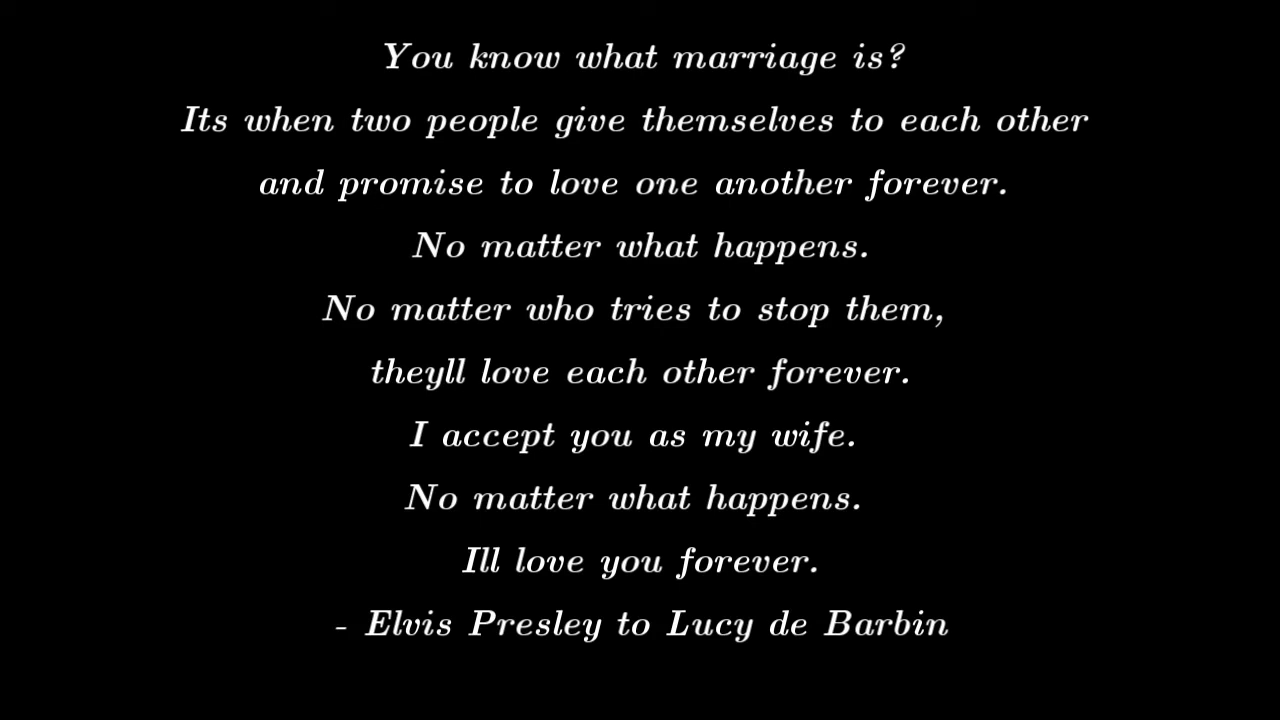 You know what marriage is?
Its when two people give themselves to each other
and promise to love one another forever.
No matter what happens.
No matter who tries to stop them,
theyll love each other forever.
I accept you as my wife.
No matter what happens.
Ill love you forever.
- Elvis Presley to Lucy de Barbin